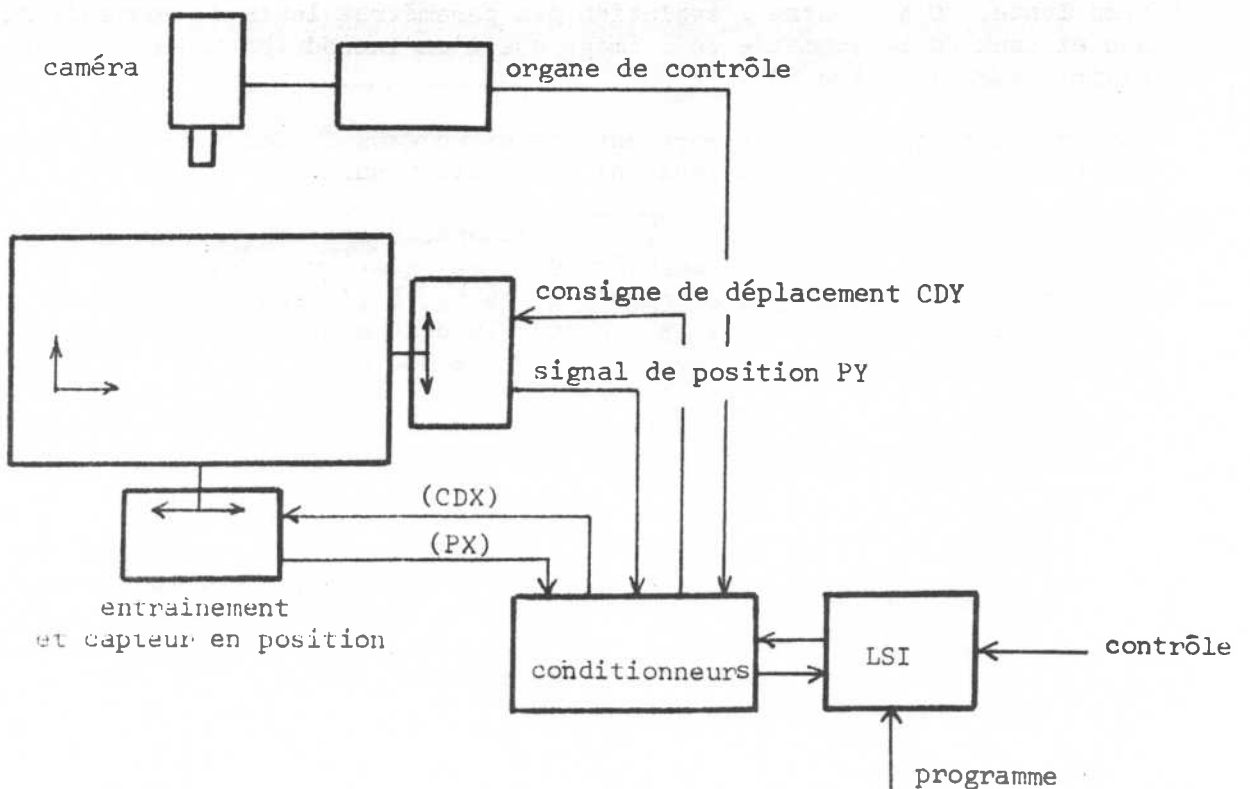 caméra
organe de contrôle
consigne de déplacement CDY
signal de position PY
(CDX)
(PX)
entrainement
et capteur en position
conditionneurs
LSI
contrôle
programme